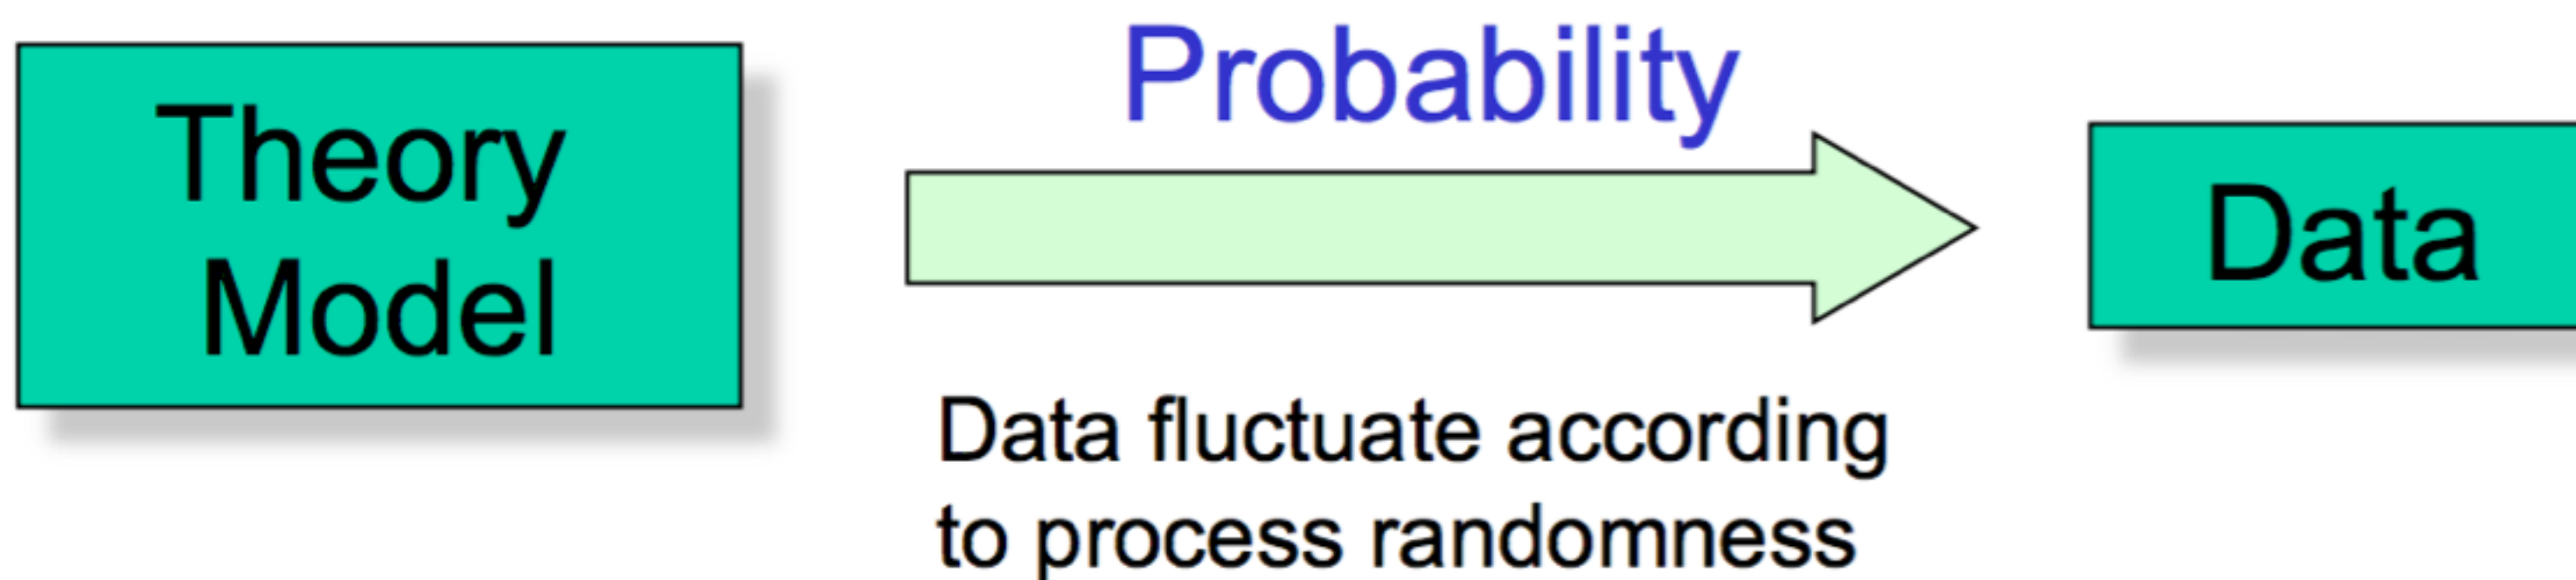 Theory
Model
Probability
Data fluctuate according
to process randomness
Data